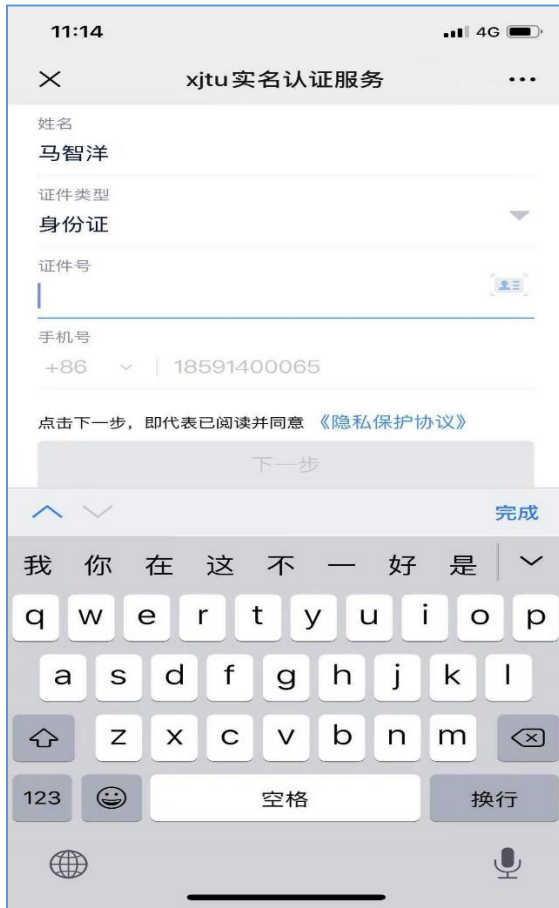 11:14 4G
xjtu实名认证服务
姓名
马智洋
证件类型
身份证
证件号
手机号
+86 18591400065
点击下一步，即代表已阅读并同意 《隐私保护协议》
下一步
完成
我 你 在 这 不 一 好 是
q w e r t y u i o p
a s d f g h j k l
z x c v b n m
123 空格 换行